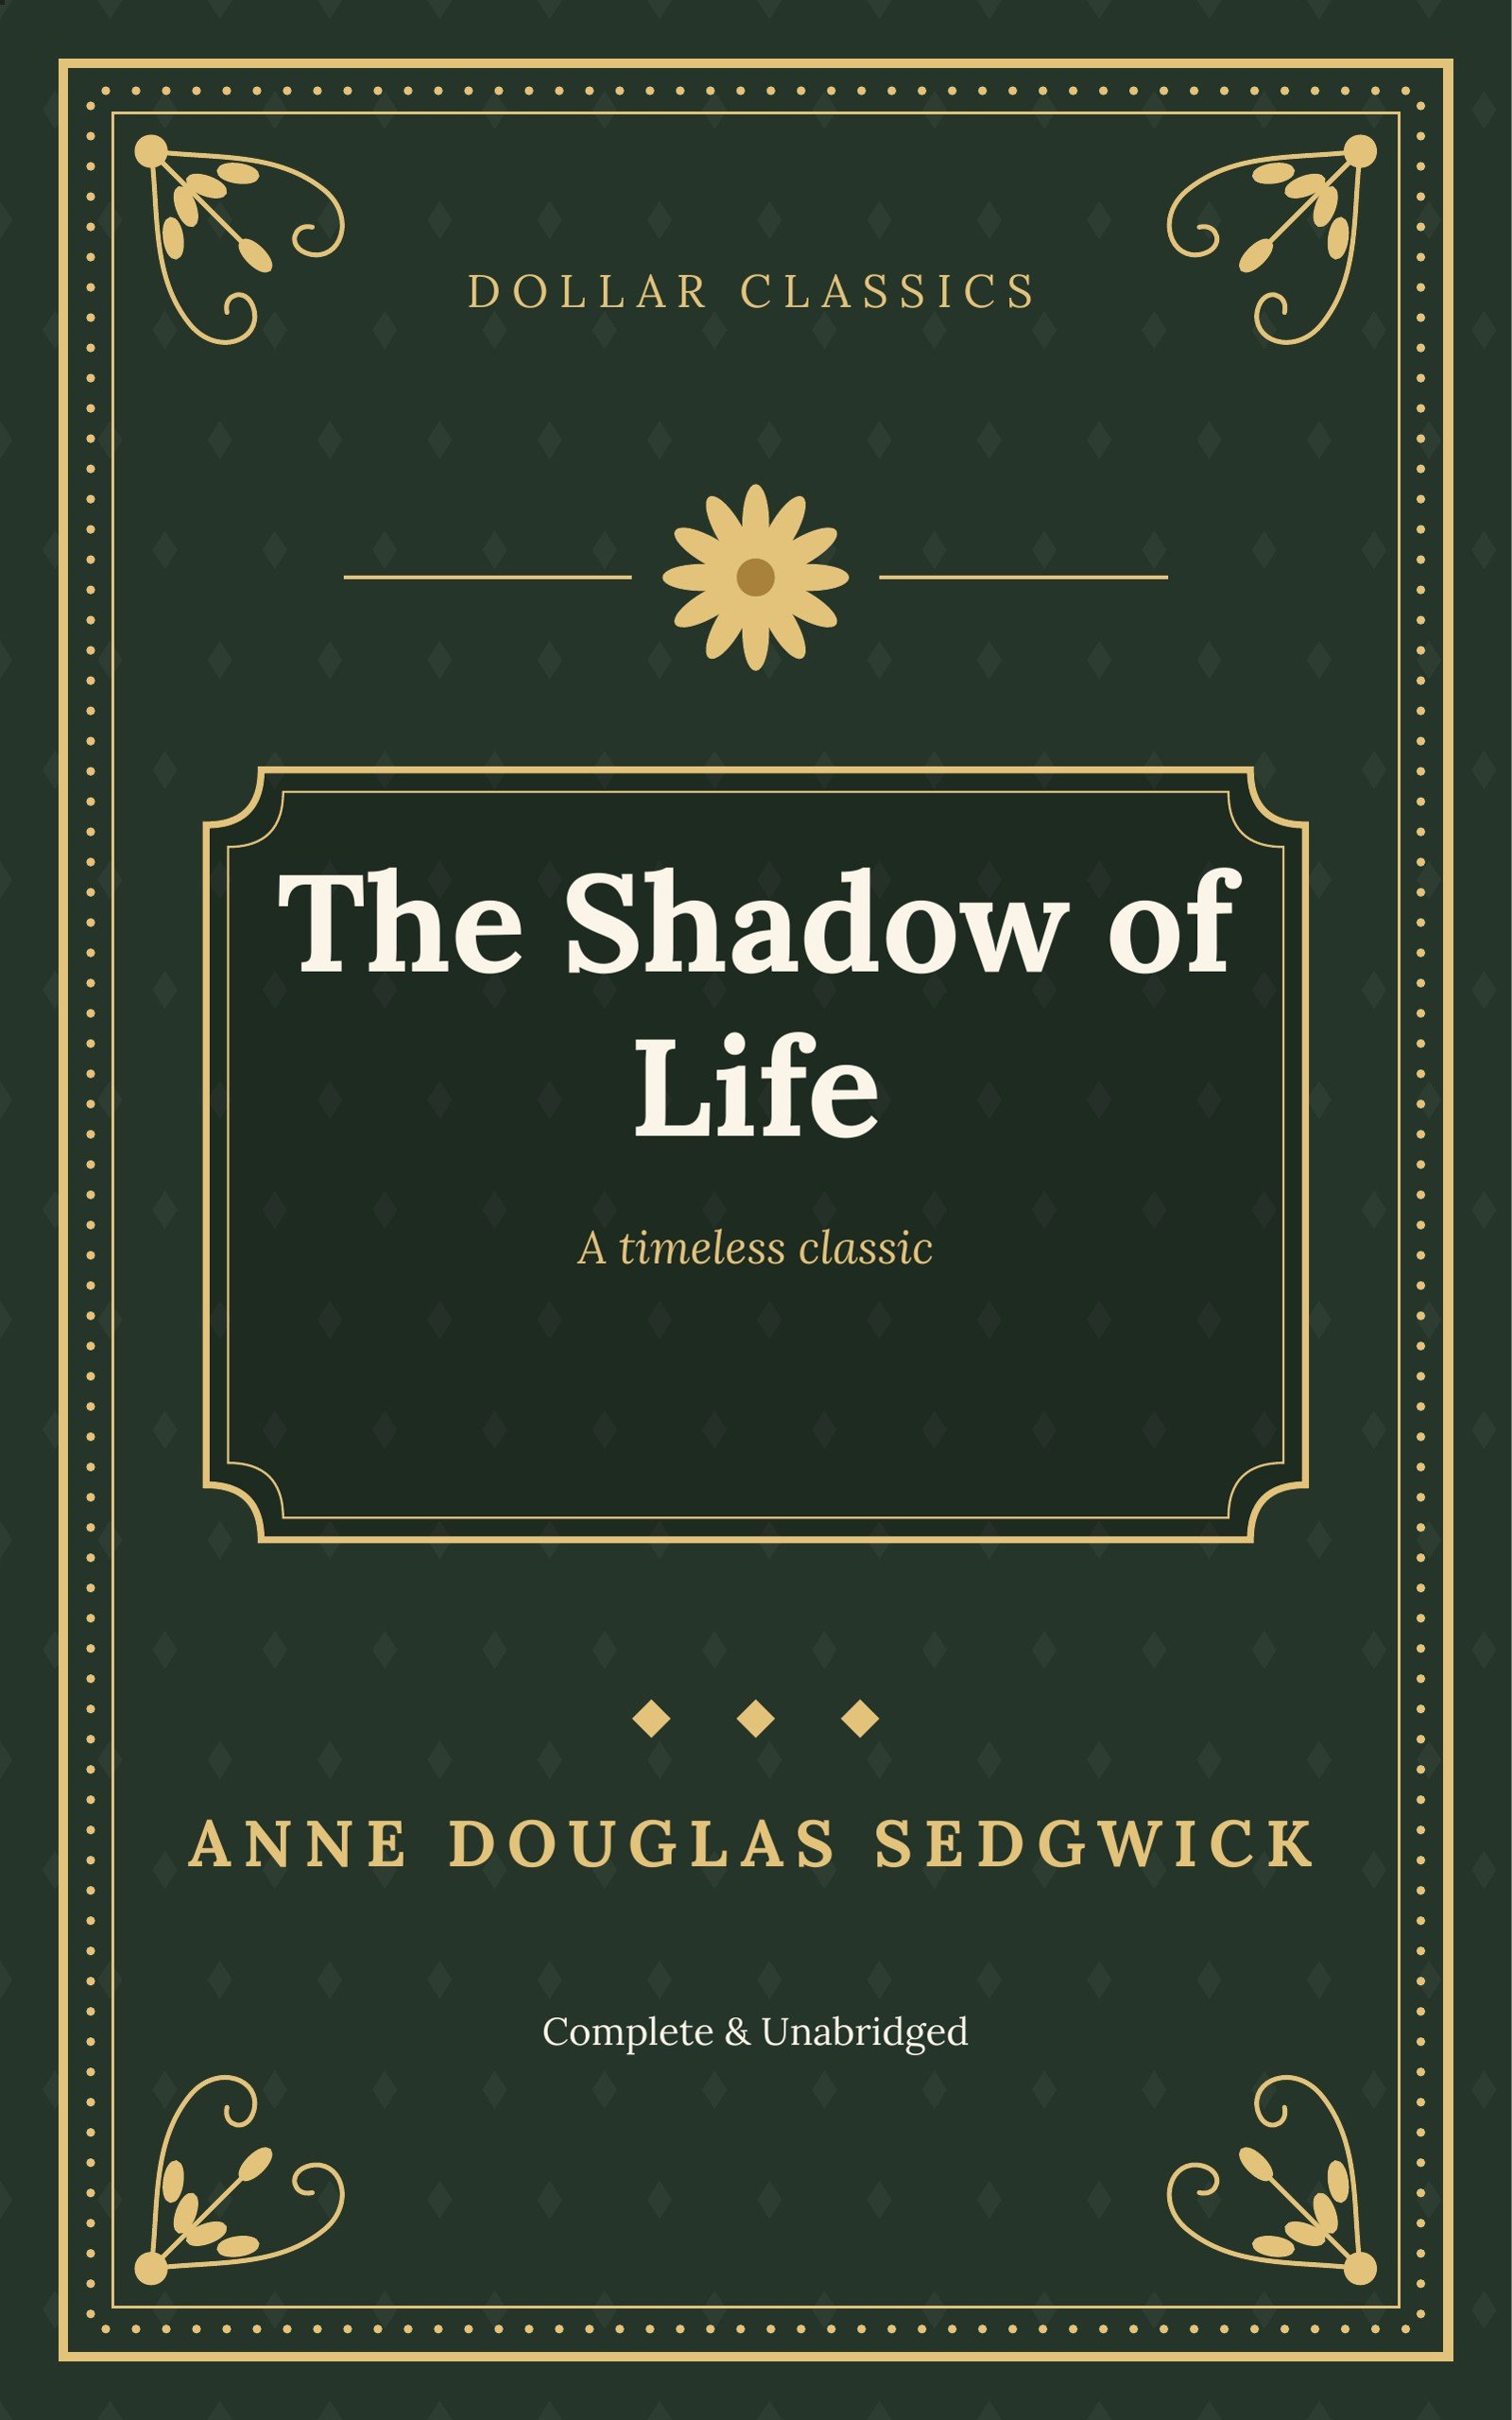 DOLLAR CLASSICS
The Shadow of
Life
A timeless classic
ANNE DOUGLAS SEDGWICK
Complete & Unabridged